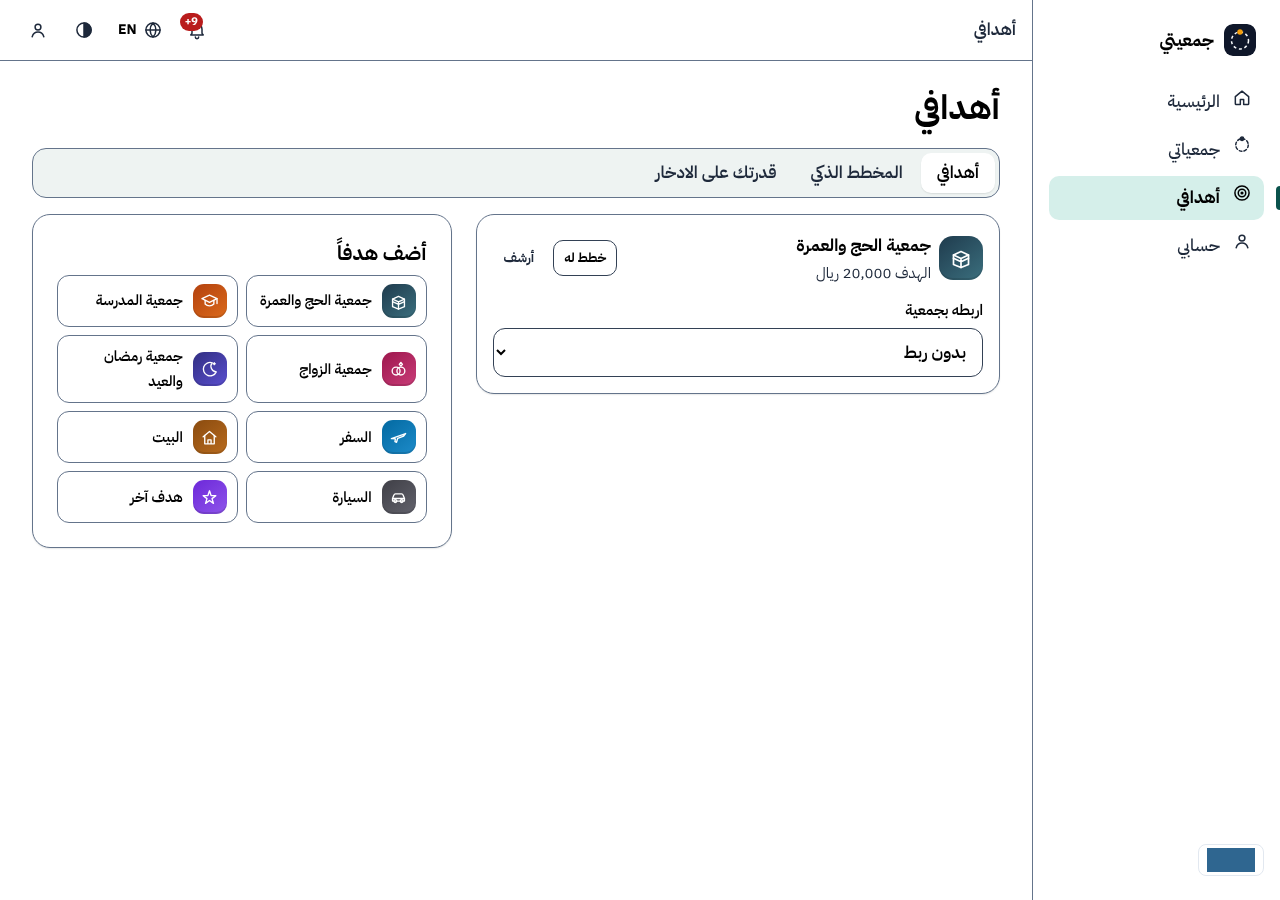 جمعيتي
الرئيسية
جمعياتي
أهدافي
حسابي
أهدافي
+9
EN
أهدافي
أهدافي
المخطط الذكي
قدرتك على الادخار
جمعية الحج والعمرة
الهدف 20,000 ريال
خطط له
أرشف
اربطه بجمعية
بدون ربط
أضف هدفاً
جمعية الحج والعمرة
جمعية المدرسة
جمعية الزواج
جمعية رمضان
والعيد
السفر
البيت
السيارة
هدف آخر